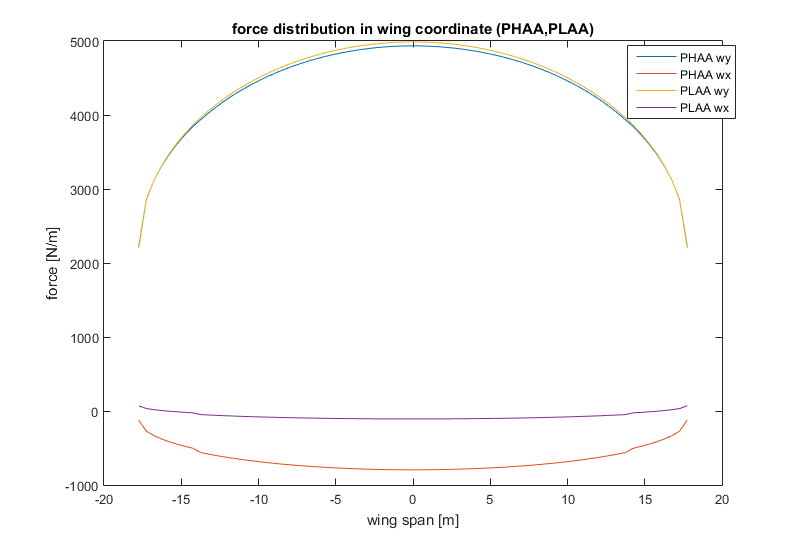 force distribution in wing coordinate (PHAA,PLAA)
PHAA wy
PHAA wx
PLAA wy
PLAA wx
force [N/m]
5000
4000
3000
2000
1000
0
-1000
-20 -15 -10 -5 0 5 10 15 20
wing span [m]